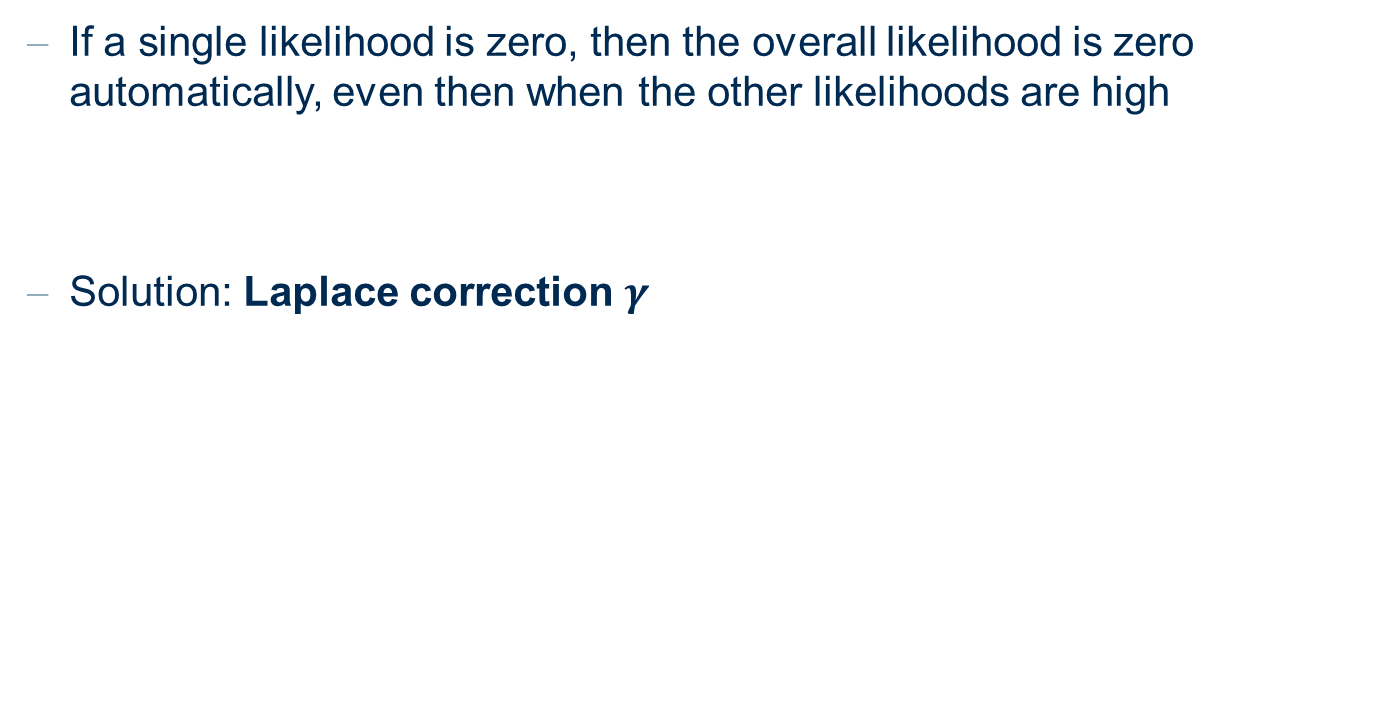 – If a single likelihood is zero, then the overall likelihood is zero
automatically, even then when the other likelihoods are high
– Solution: Laplace correction γ